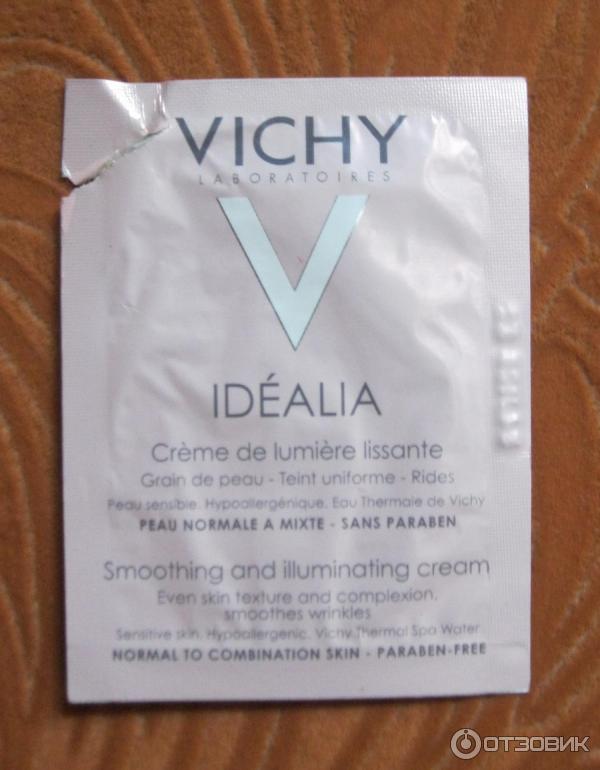 VICHY
LABORATOIRES
V
IDÉALIA
Crème de lumière lissante
Grain de peau - Teint uniforme - Rides
Peau sensible. Hypoallergénique. Eau Thermale de Vichy
PEAU NORMALE A MIXTE - SANS PARABEN
Smoothing and illuminating cream
Even skin texture and complexion,
smoothes wrinkles
Sensitive skin. Hypoallergenic. Vichy Thermal Spa Water
NORMAL TO COMBINATION SKIN - PARABEN-FREE
ОТЗОВИК